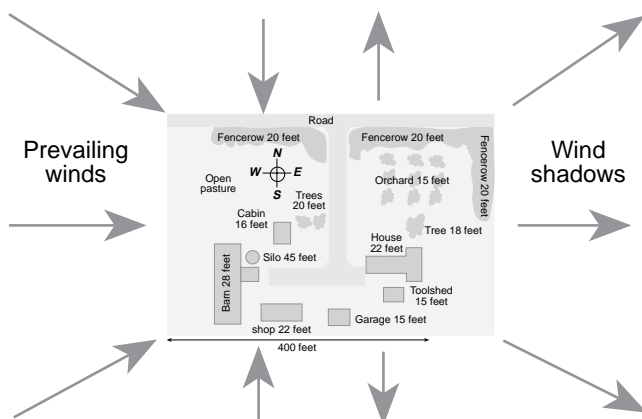 Road
Fencerow 20 feet
Fencerow 20 feet
Fencerow 20 feet
Prevailing
winds
Wind
shadows
N
W
E
S
Open
pasture
Orchard 15 feet
Trees
20 feet
Cabin
16 feet
Tree 18 feet
House
22 feet
Silo 45 feet
Barn 28 feet
Toolshed
15 feet
shop 22 feet
Garage 15 feet
400 feet